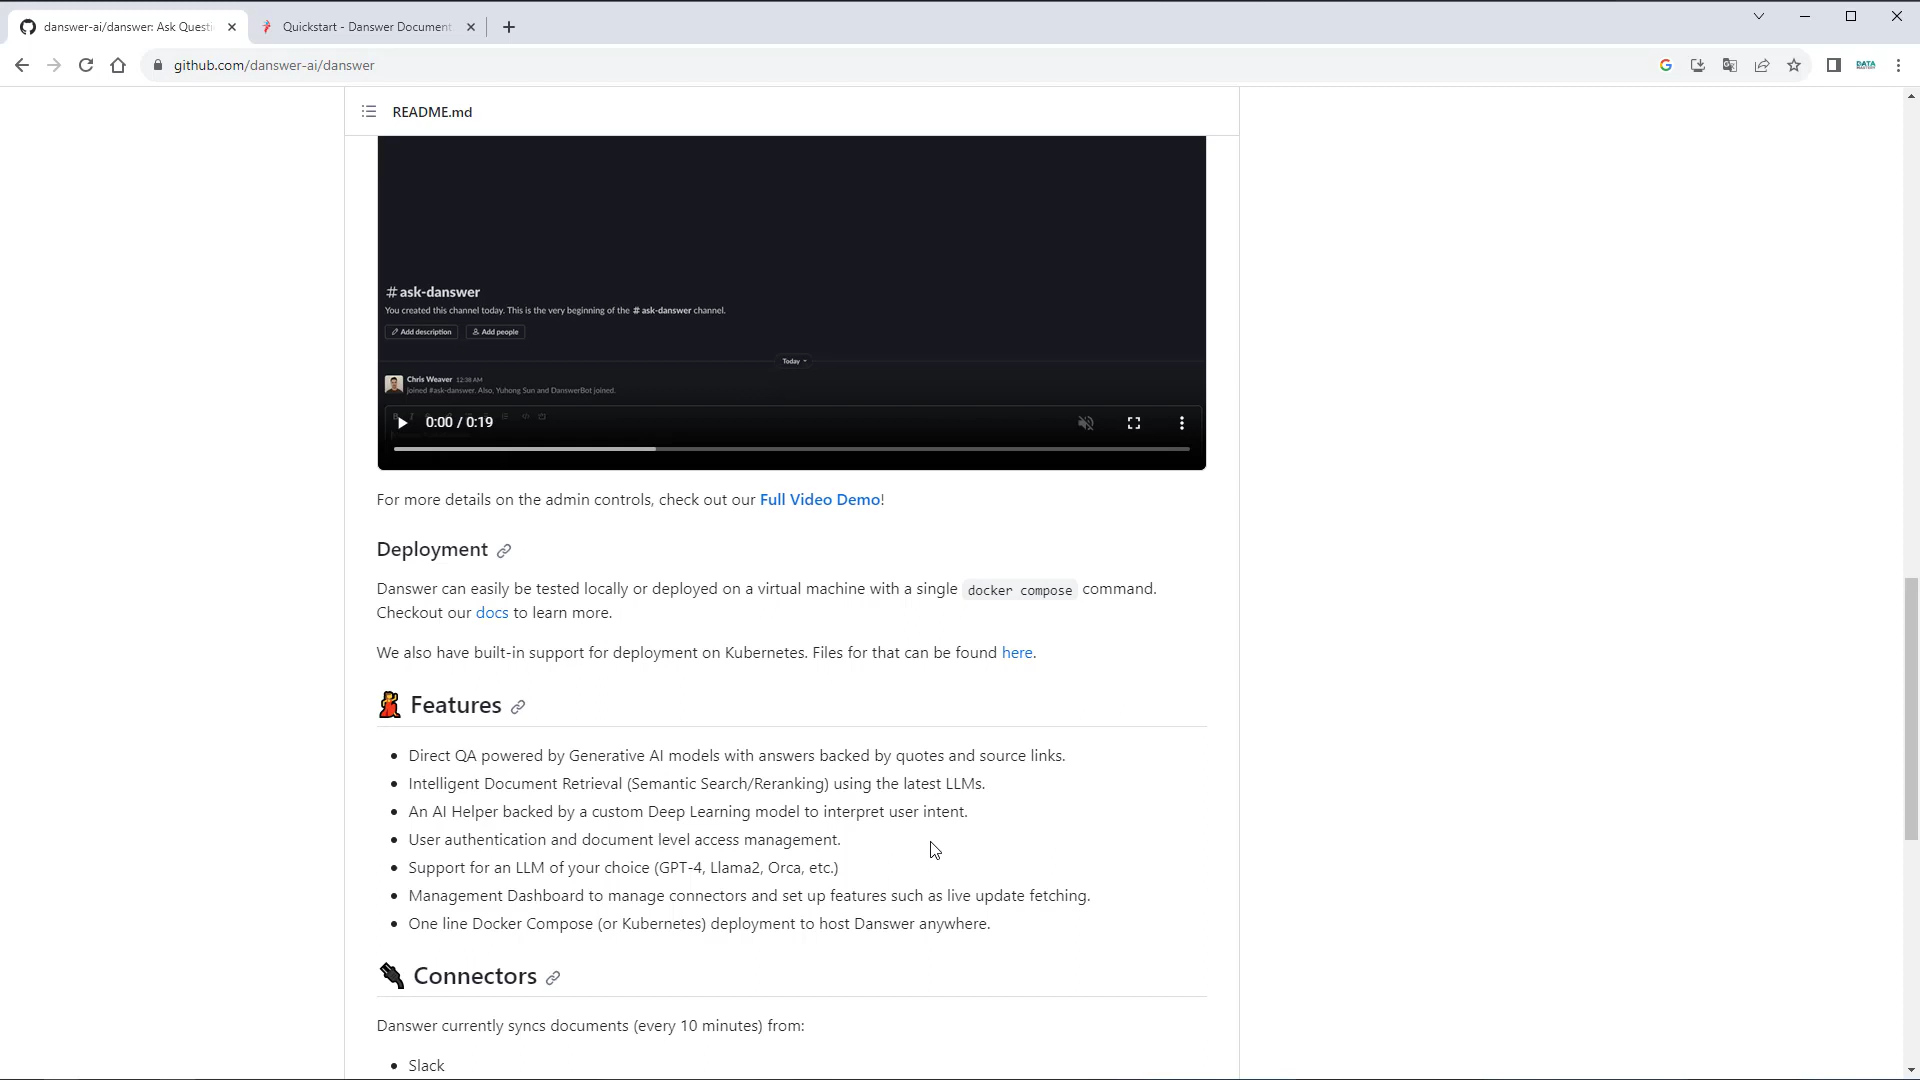 danswer-ai/danswer: Ask Questi
Quickstart - Danswer Document
github.com/danswer-ai/danswer
README.md
#ask-danswer
You created this channel today. This is the very beginning of the # ask-danswer channel.
Add description
Add people
Today
Chris Weaver 12:38 AM
joined #ask-danswer. Also, Yuhong Sun and DanswerBot joined.
0:00 / 0:19
For more details on the admin controls, check out our Full Video Demo!
Deployment
Danswer can easily be tested locally or deployed on a virtual machine with a single docker compose command.
Checkout our docs to learn more.
We also have built-in support for deployment on Kubernetes. Files for that can be found here.
Features
• Direct QA powered by Generative AI models with answers backed by quotes and source links.
• Intelligent Document Retrieval (Semantic Search/Reranking) using the latest LLMs.
• An AI Helper backed by a custom Deep Learning model to interpret user intent.
• User authentication and document level access management.
• Support for an LLM of your choice (GPT-4, Llama2, Orca, etc.)
• Management Dashboard to manage connectors and set up features such as live update fetching.
• One line Docker Compose (or Kubernetes) deployment to host Danswer anywhere.
Connectors
Danswer currently syncs documents (every 10 minutes) from:
• Slack